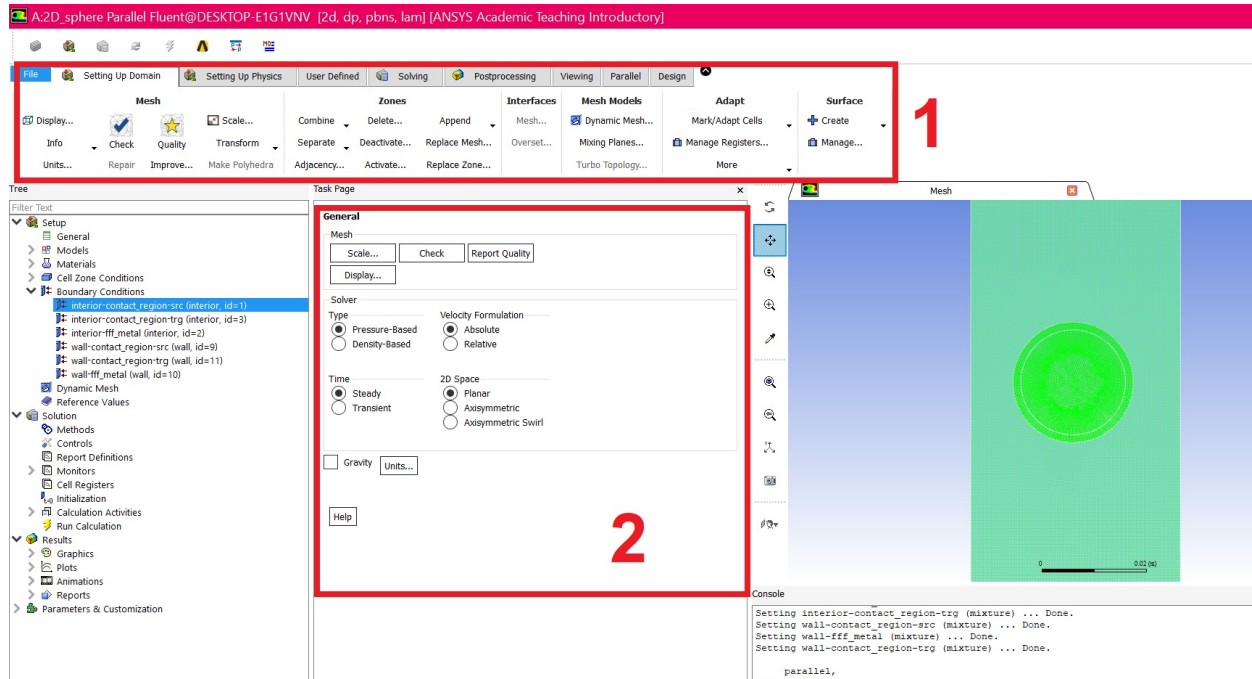 A:2D_sphere Parallel Fluent@DESKTOP-E1G1VNV [2d, dp, pbns, lam] [ANSYS Academic Teaching Introductory]
File Setting Up Domain Setting Up Physics User Defined Solving Postprocessing Viewing Parallel Design
Mesh Zones Interfaces Mesh Models Adapt Surface
Display... Check Quality Scale... Combine Delete... Append Mesh... Dynamic Mesh... Mark/Adapt Cells Create
Info Transform Separate Deactivate... Replace Mesh... Overset... Mixing Planes... Manage Registers... Manage...
Units... Repair Improve... Make Polyhedra Adjacency... Activate... Replace Zone... Turbo Topology... More
1
Tree
Filter Text
Setup
General
Models
Materials
Cell Zone Conditions
Boundary Conditions
interior-contact_region-src (interior, id=1)
interior-contact_region-trg (interior, id=3)
interior-fff_metal (interior, id=2)
wall-contact_region-src (wall, id=9)
wall-contact_region-trg (wall, id=11)
wall-fff_metal (wall, id=10)
Dynamic Mesh
Reference Values
Solution
Methods
Controls
Report Definitions
Monitors
Cell Registers
Initialization
Calculation Activities
Run Calculation
Results
Graphics
Plots
Animations
Reports
Parameters & Customization
Task Page
General
Mesh
Scale... Check Report Quality
Display...
Solver
Type Velocity Formulation
Pressure-Based Absolute
Density-Based Relative
Time 2D Space
Steady Planar
Transient Axisymmetric
Axisymmetric Swirl
Gravity Units...
Help
2
Mesh
0 0.02 (m)
Console
Setting interior-contact_region-trg (mixture) ... Done.
Setting wall-contact_region-src (mixture) ... Done.
Setting wall-fff_metal (mixture) ... Done.
Setting wall-contact_region-trg (mixture) ... Done.
parallel,